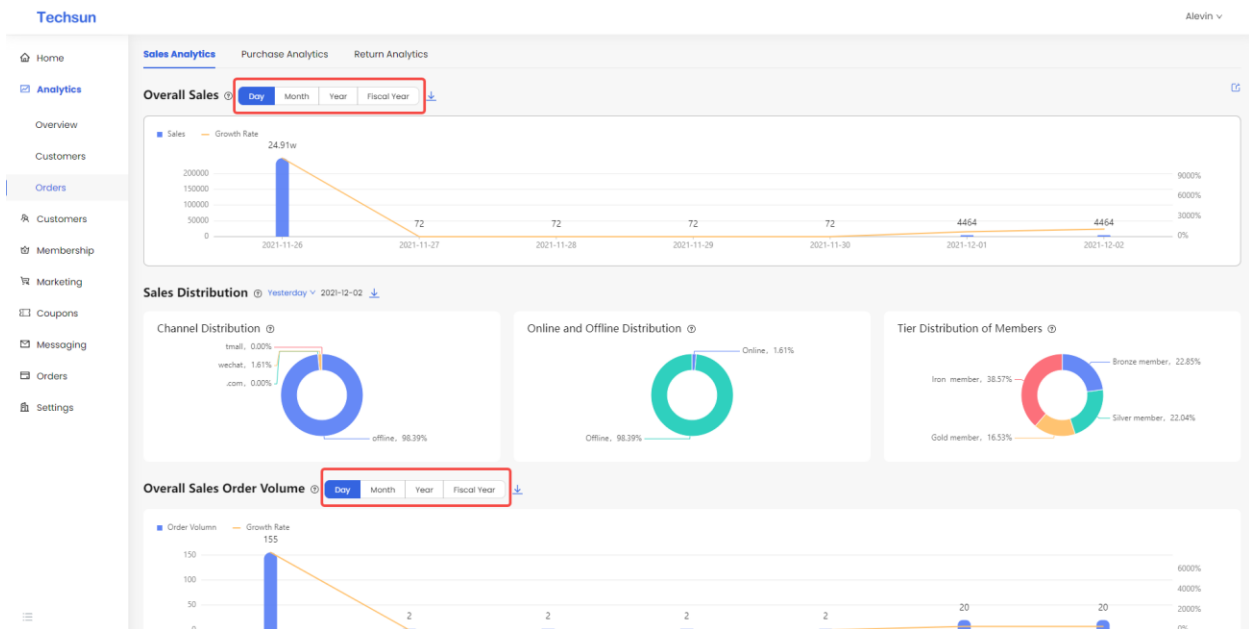 Techsun
Alevin
Home
Analytics
Overview
Customers
Orders
Customers
Membership
Marketing
Coupons
Messaging
Orders
Settings
Sales Analytics Purchase Analytics Return Analytics
Overall Sales Day Month Year Fiscal Year
Sales Growth Rate
24.91w
200000
150000
100000
50000
0
72 72 72 72 4464 4464
9000%
6000%
3000%
0%
2021-11-26 2021-11-27 2021-11-28 2021-11-29 2021-11-30 2021-12-01 2021-12-02
Sales Distribution Yesterday 2021-12-02
Channel Distribution
tmall, 0.00%
wechat, 1.61%
.com, 0.00%
offline, 98.39%
Online and Offline Distribution
Online, 1.61%
Offline, 98.39%
Tier Distribution of Members
Bronze member, 22.85%
Iron member, 38.57%
Silver member, 22.04%
Gold member, 16.53%
Overall Sales Order Volume Day Month Year Fiscal Year
Order Volumn Growth Rate
155
150
100
50
0
2 2 2 2 20 20
6000%
4000%
2000%
0%